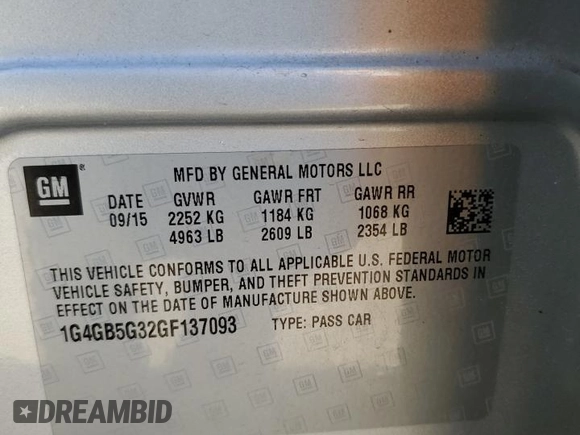 GM
MFD BY GENERAL MOTORS LLC
DATE GVWR GAWR FRT GAWR RR
09/15 2252 KG 1184 KG 1068 KG
4963 LB 2609 LB 2354 LB
THIS VEHICLE CONFORMS TO ALL APPLICABLE U.S. FEDERAL MOTOR
VEHICLE SAFETY, BUMPER, AND THEFT PREVENTION STANDARDS IN
EFFECT ON THE DATE OF MANUFACTURE SHOWN ABOVE.
1G4GB5G32GF137093 TYPE: PASS CAR
DREAMBID